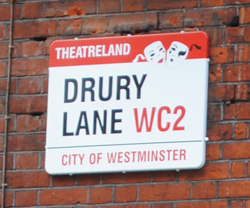 THEATRELAND
DRURY
LANE WC2
CITY OF WESTMINSTER